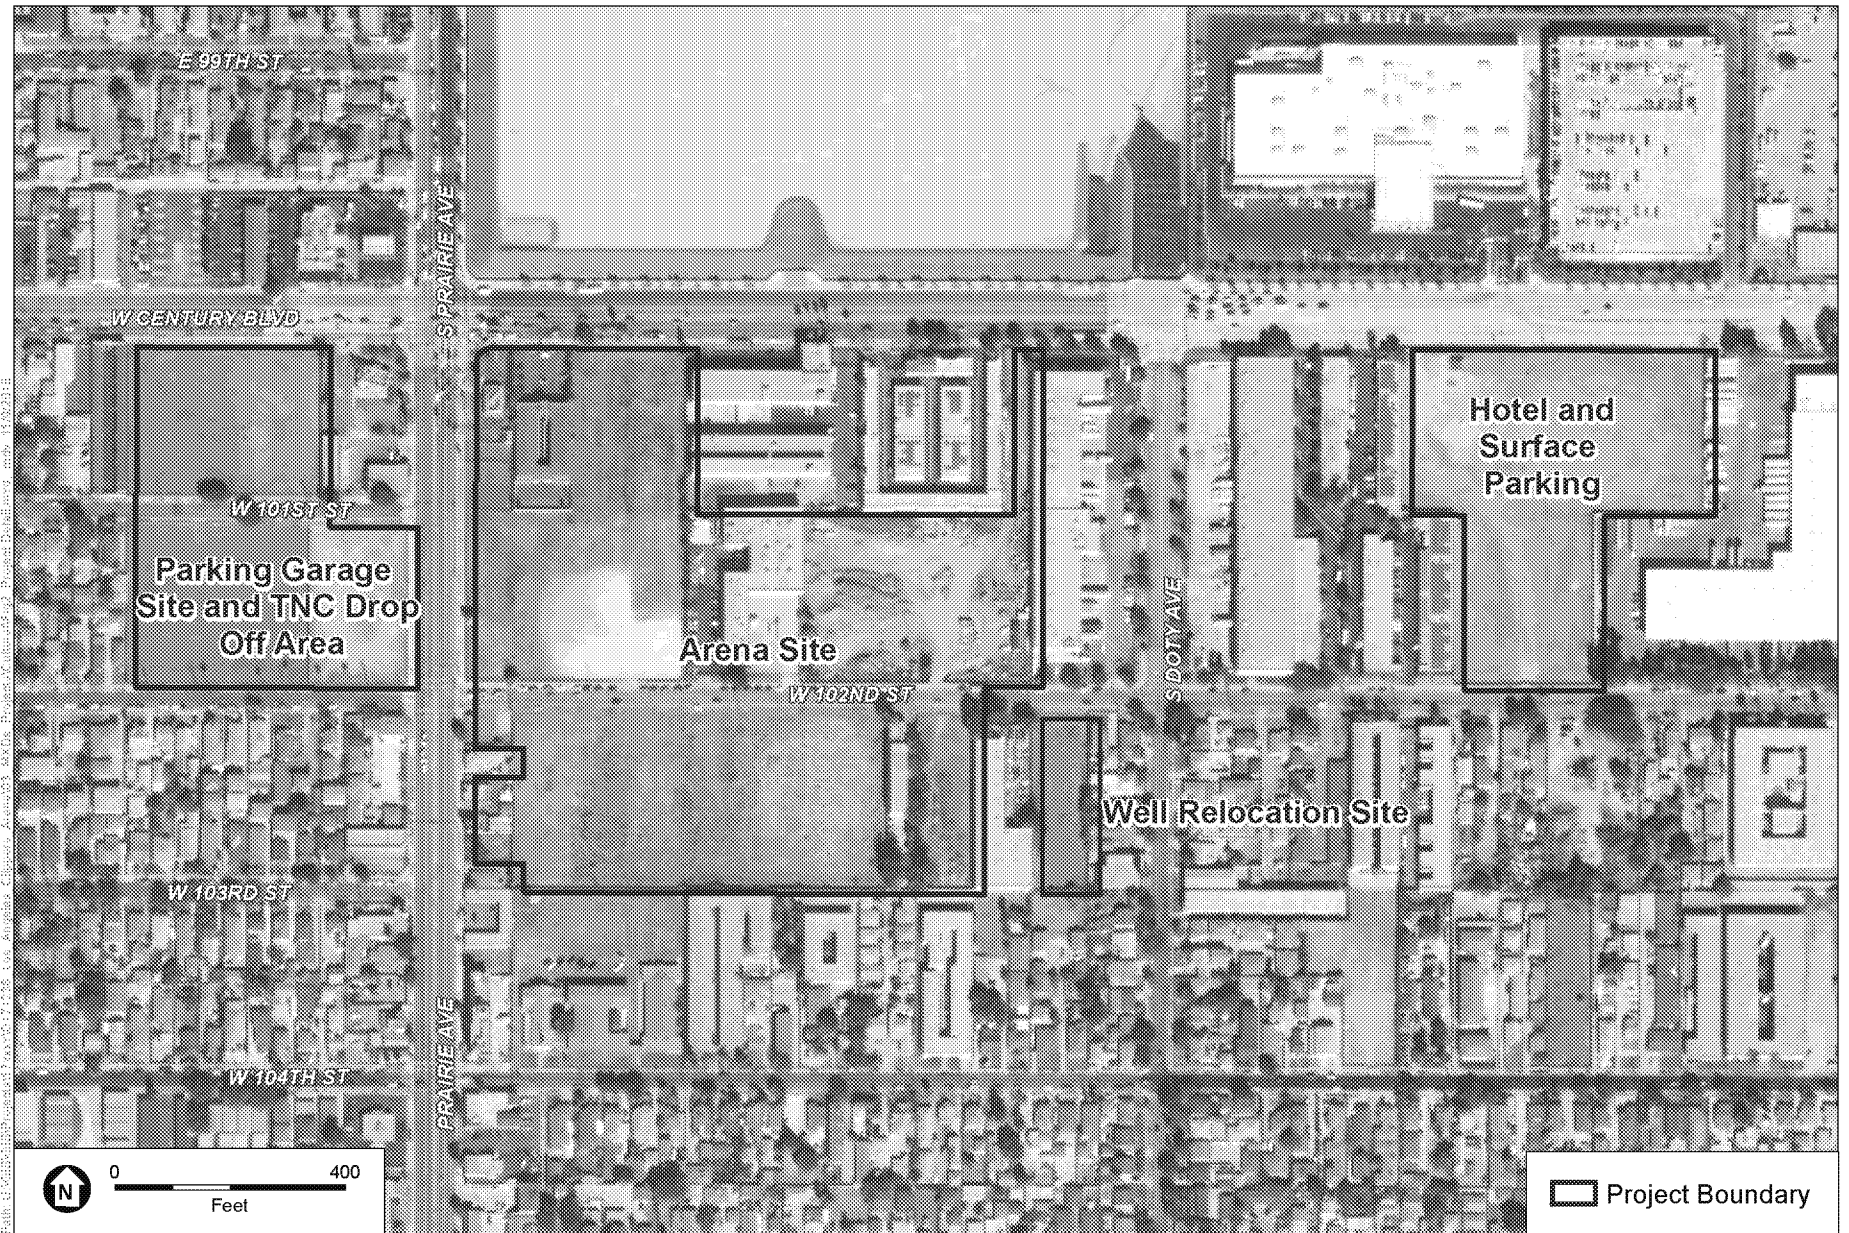 E 99TH ST
S PRAIRIE AVE
W CENTURY BLVD
Hotel and
Surface
Parking
W 101ST ST
Parking Garage
Site and TNC Drop
Off Area
S DOTY AVE
Arena Site
W 102ND ST
Well Relocation Site
W 103RD ST
PRAIRIE AVE
W 104TH ST
N
0 400
Feet
Project Boundary